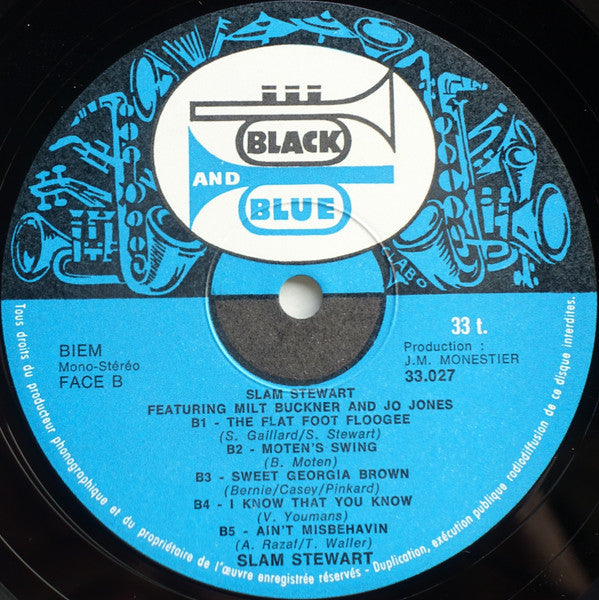 BLACK
AND
BLUE
CLABO
BIEM
Mono-Stéréo
FACE B
33 t.
Production :
J.M. MONESTIER
33.027
SLAM STEWART
FEATURING MILT BUCKNER AND JO JONES
B1 - THE FLAT FOOT FLOOGEE
(S. Gaillard/S. Stewart)
B2 - MOTEN'S SWING
(B. Moten)
B3 - SWEET GEORGIA BROWN
(Bernie/Casey/Pinkard)
B4 - I KNOW THAT YOU KNOW
(V. Youmans)
B5 - AIN'T MISBEHAVIN
(A. Razaf/T. Waller)
SLAM STEWART
Tous droits du producteur phonographique et du propriétaire de l'œuvre enregistrée réservés - Duplication, exécution publique radiodiffusion de ce disque interdites.